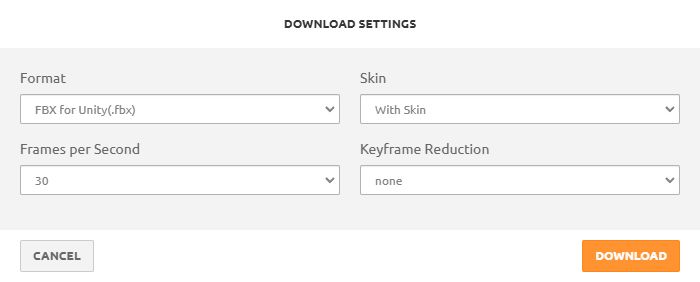 DOWNLOAD SETTINGS
Format
Skin
FBX for Unity(.fbx)
With Skin
Frames per Second
Keyframe Reduction
30
none
CANCEL
DOWNLOAD